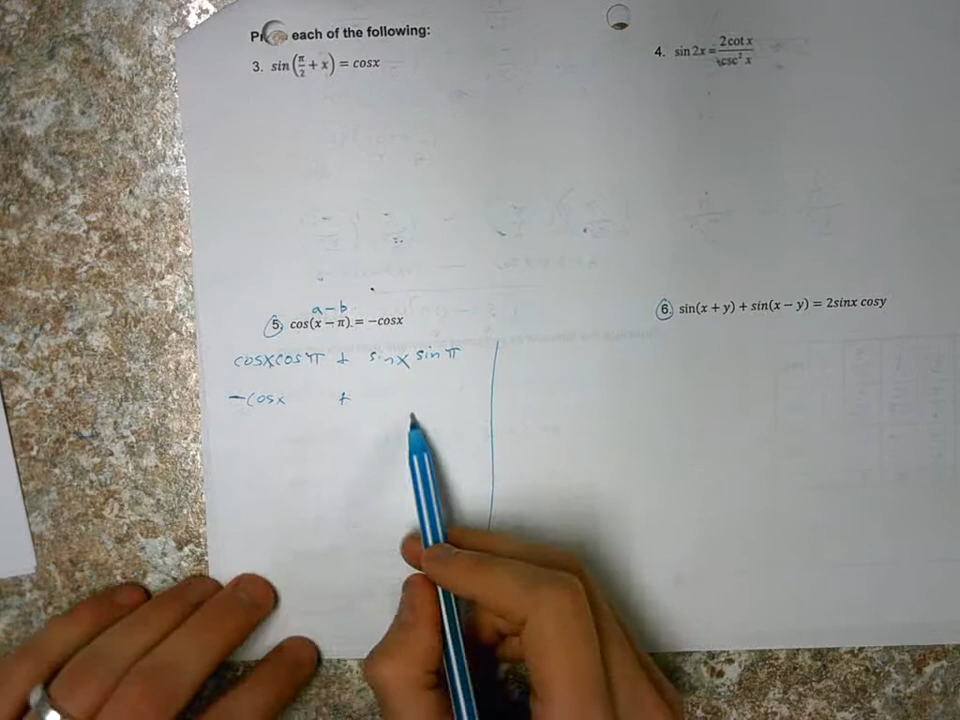 each of the following:
3. sin(π/2 + x) = cosx
4. sin 2x = 2cot x / csc² x
a-b
5. cos(x − π) = −cosx
cosxcosπ + sinx sinπ
-cosx +
6. sin(x + y) + sin(x − y) = 2sinx cosy